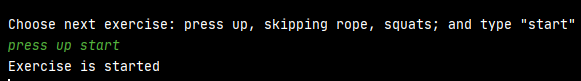 Choose next exercise: press up, skipping rope, squats; and type "start"
press up start
Exercise is started